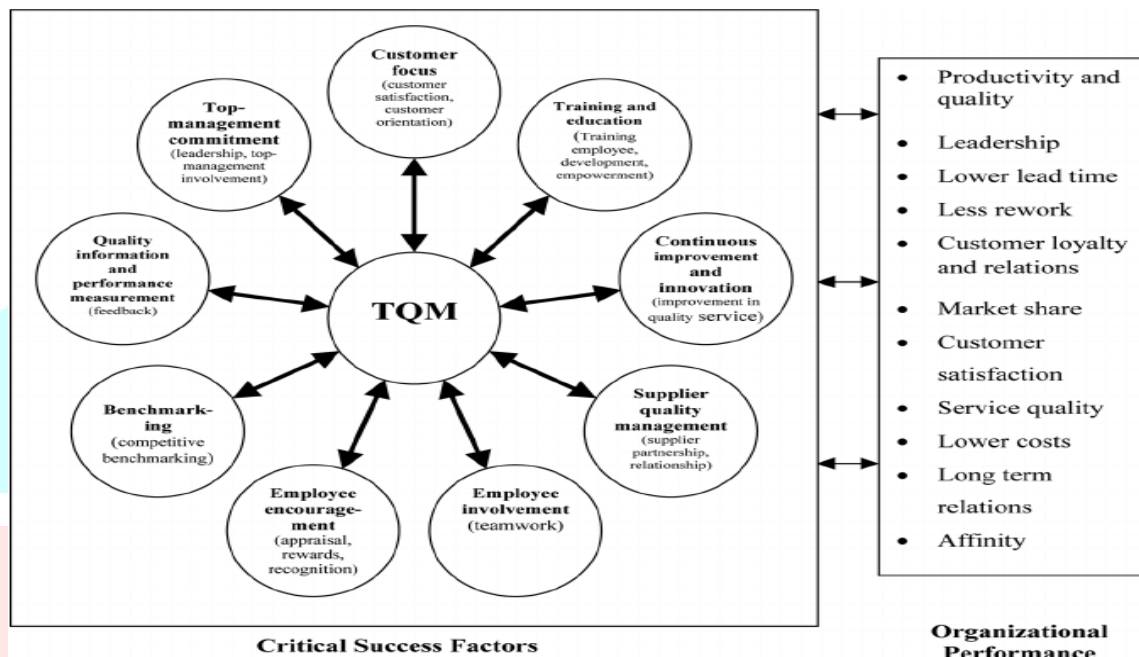 Customer
focus
(customer
satisfaction,
customer
orientation)
Training and
education
(Training
employee,
development,
empowerment)
Continuous
improvement and
innovation
(improvement in
quality service)
Supplier
quality
management
(supplier
partnership,
relationship)
Employee
involvement
(teamwork)
Employee
encourage-
ment
(appraisal,
rewards,
recognition)
Benchmark-
ing
(competitive
benchmarking)
Quality
information
and
performance
measurement
(feedback)
Top-
management
commitment
(leadership, top-
management
involvement)
TQM
Critical Success Factors
• Productivity and
quality
• Leadership
• Lower lead time
• Less rework
• Customer loyalty
and relations
• Market share
• Customer
satisfaction
• Service quality
• Lower costs
• Long term
relations
• Affinity
Organizational
Performance